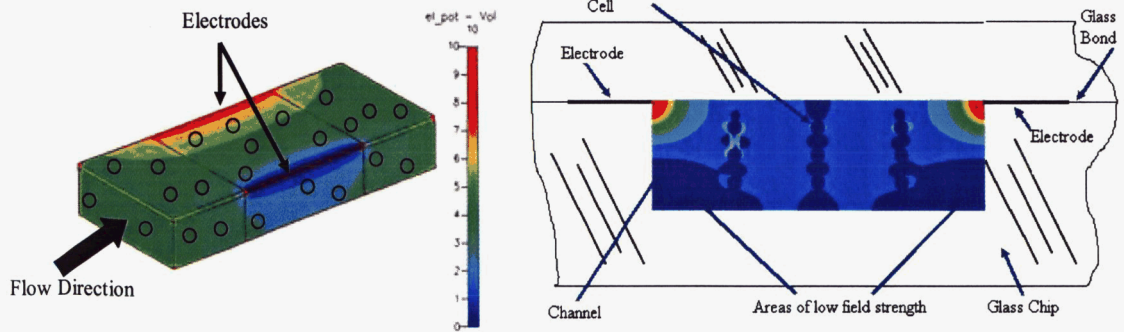 Electrodes
el_pot - Vol
10
10
9
8
7
6
5
4
3
2
1
0
Flow Direction
Cell
Glass
Bond
Electrode
Electrode
Channel
Areas of low field strength
Glass Chip